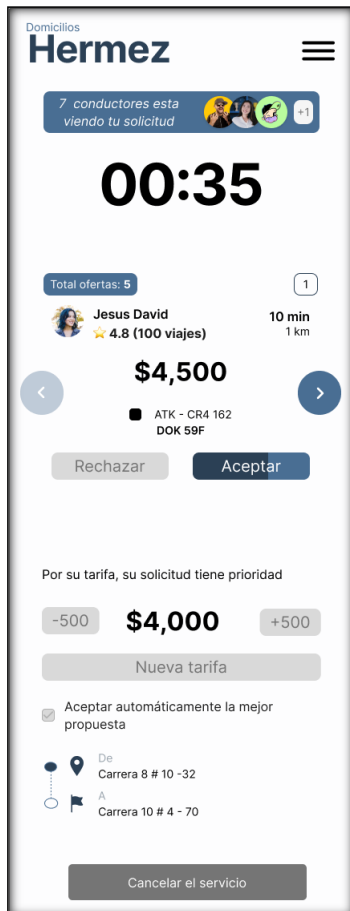 Domicilios
Hermez
7 conductores esta
viendo tu solicitud
+1
00:35
Total ofertas: 5
1
Jesus David
10 min
4.8 (100 viajes)
1 km
$4,500
ATK - CR4 162
DOK 59F
Rechazar
Aceptar
Por su tarifa, su solicitud tiene prioridad
-500
$4,000
+500
Nueva tarifa
Aceptar automáticamente la mejor
propuesta
De
Carrera 8 # 10 -32
A
Carrera 10 # 4 - 70
Cancelar el servicio